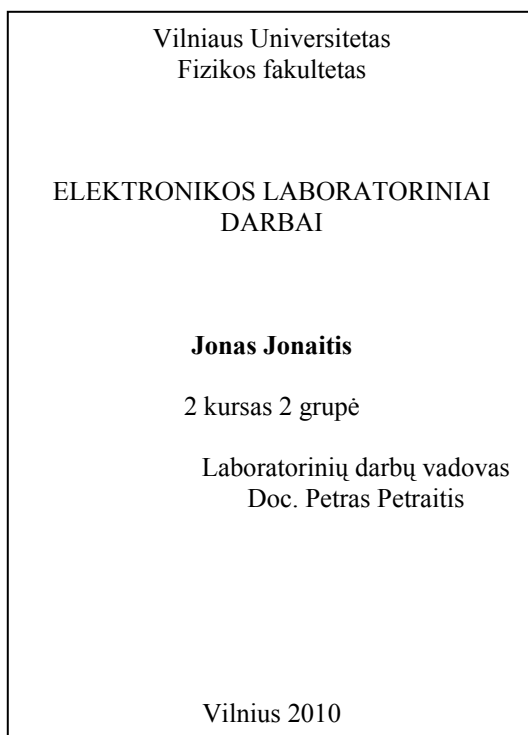 Vilniaus Universitetas
Fizikos fakultetas
ELEKTRONIKOS LABORATORINIAI
DARBAI
Jonas Jonaitis
2 kursas 2 grupė
Laboratorinių darbų vadovas
Doc. Petras Petraitis
Vilnius 2010